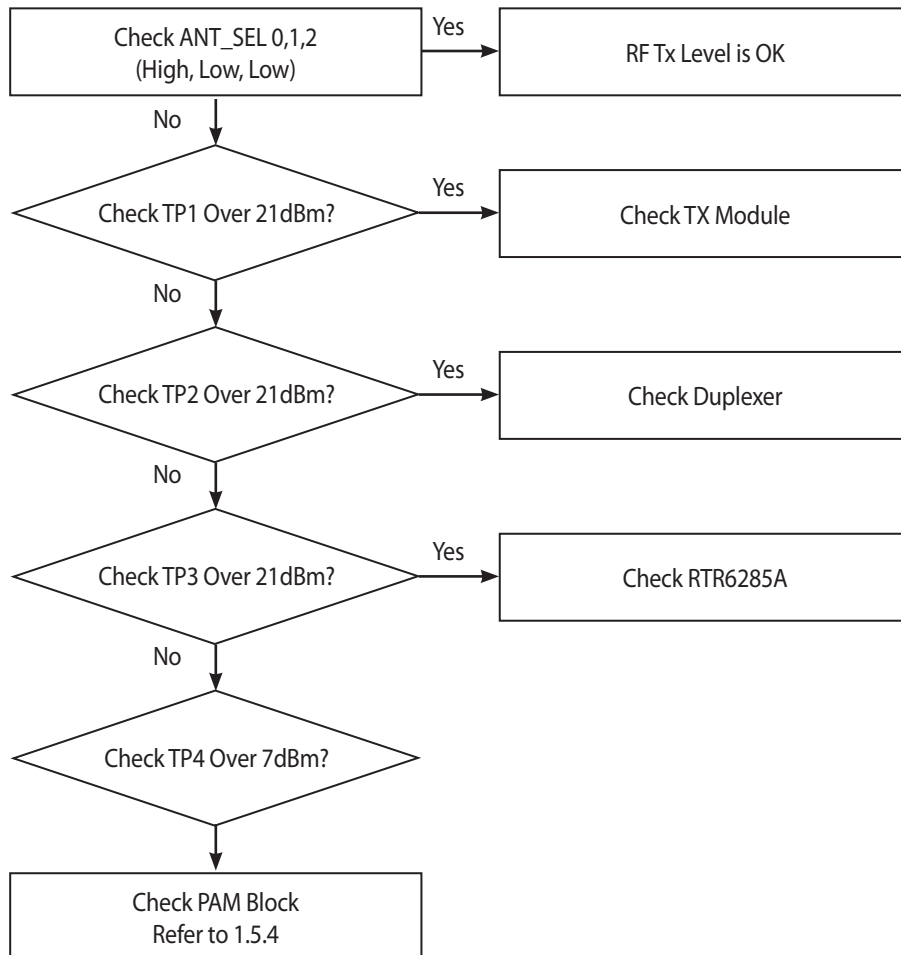 Check ANT_SEL 0,1,2
(High, Low, Low)
Yes
RF Tx Level is OK
No
Check TP1 Over 21dBm?
Yes
Check TX Module
No
Check TP2 Over 21dBm?
Yes
Check Duplexer
No
Check TP3 Over 21dBm?
Yes
Check RTR6285A
No
Check TP4 Over 7dBm?
Check PAM Block
Refer to 1.5.4